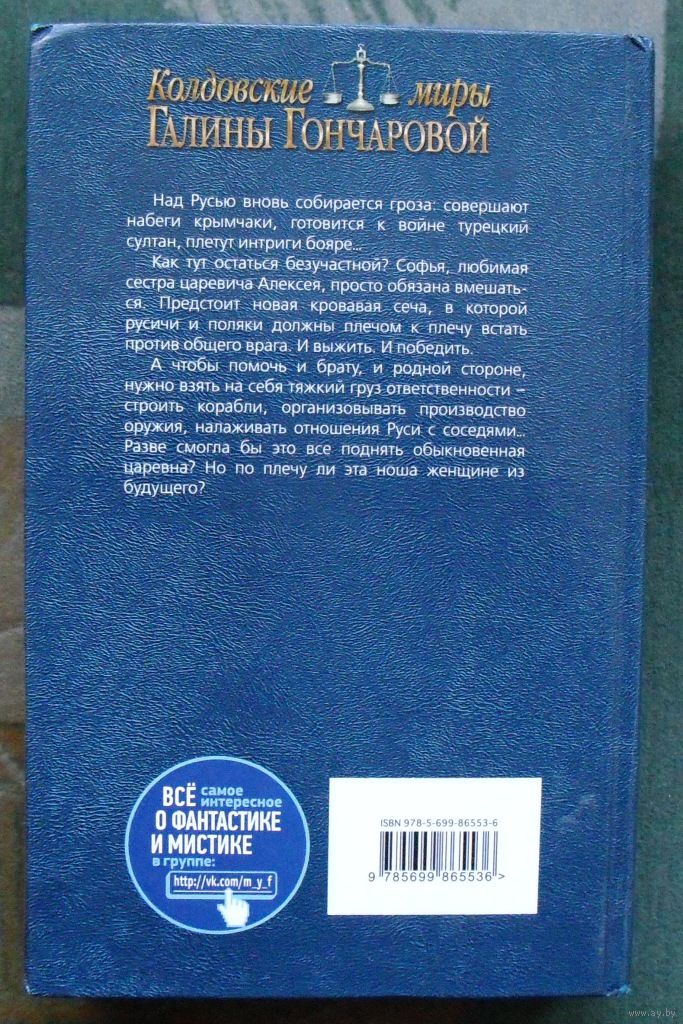 Колдовские миры
ГАЛИНЫ ГОНЧАРОВОЙ
Над Русью вновь собирается гроза: совершают
набеги крымчаки, готовится к войне турецкий
султан, плетут интриги бояре...
Как тут остаться безучастной? Софья, любимая
сестра царевича Алексея, просто обязана вмешать-
ся. Предстоит новая кровавая сеча, в которой
русичи и поляки должны плечом к плечу встать
против общего врага. И выжить. И победить.
А чтобы помочь и брату, и родной стороне,
нужно взять на себя тяжкий груз ответственности –
строить корабли, организовывать производство
оружия, налаживать отношения Руси с соседями...
Разве смогла бы это все поднять обыкновенная
царевна? Но по плечу ли эта ноша женщине из
будущего?
ВСЁ самое
интересное
О ФАНТАСТИКЕ
И МИСТИКЕ
в группе:
http://vk.com/m_y_f
ISBN 978-5-699-86553-6
9 785699 865536 >
www.ay.by